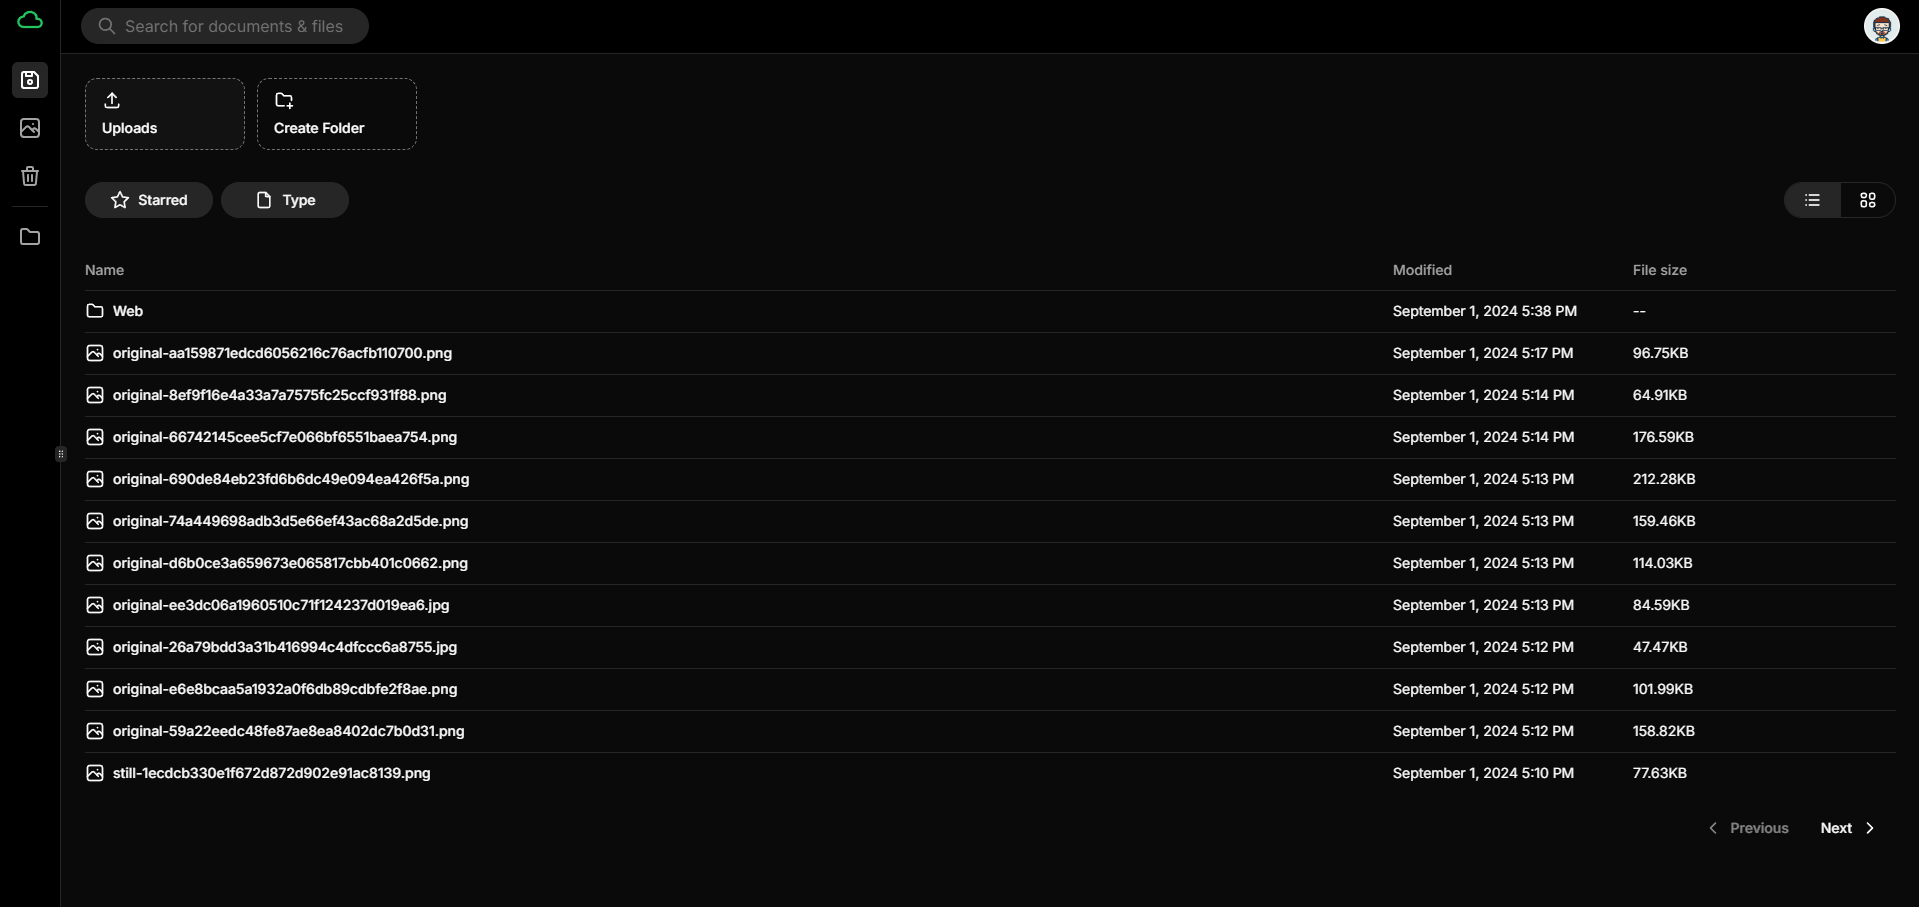 Search for documents & files
Uploads
Create Folder
Starred
Type
Name Modified File size
Web September 1, 2024 5:38 PM --
original-aa159871edcd6056216c76acfb110700.png September 1, 2024 5:17 PM 96.75KB
original-8ef9f16e4a33a7a7575fc25ccf931f88.png September 1, 2024 5:14 PM 64.91KB
original-66742145cee5cf7e066bf6551baea754.png September 1, 2024 5:14 PM 176.59KB
original-690de84eb23fd6b6dc49e094ea426f5a.png September 1, 2024 5:13 PM 212.28KB
original-74a449698adb3d5e66ef43ac68a2d5de.png September 1, 2024 5:13 PM 159.46KB
original-d6b0ce3a659673e065817cbb401c0662.png September 1, 2024 5:13 PM 114.03KB
original-ee3dc06a1960510c71f124237d019ea6.jpg September 1, 2024 5:13 PM 84.59KB
original-26a79bdd3a31b416994c4dfccc6a8755.jpg September 1, 2024 5:12 PM 47.47KB
original-e6e8bcaa5a1932a0f6db89cdbfe2f8ae.png September 1, 2024 5:12 PM 101.99KB
original-59a22eedc48fe87ae8ea8402dc7b0d31.png September 1, 2024 5:12 PM 158.82KB
still-1ecdcb330e1f672d872d902e91ac8139.png September 1, 2024 5:10 PM 77.63KB
Previous Next